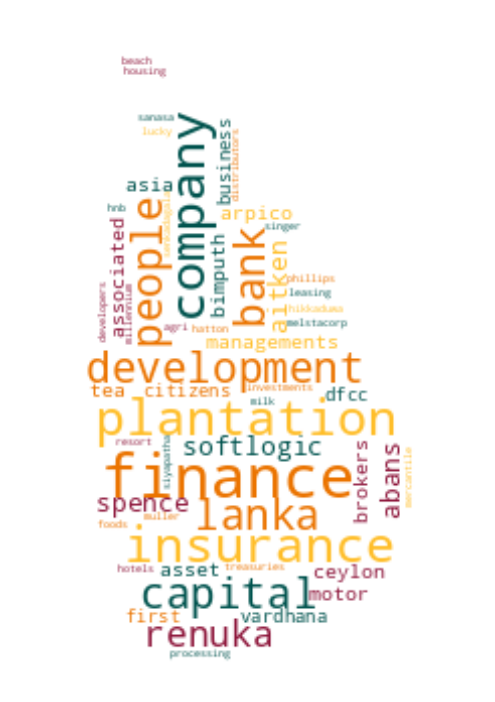 beach
housing
sanasa
lucky
company
business
distributors
asia
people
hnb
arpico
singer
associated
bimputh
bank
aitken
phillips
leasing
developers
millennium
hikkaduwa
melstacorp
agri
hatton
managements
development
tea
citizens
investments
dfcc
milk
plantation
resort
siyapatha
softlogic
finance
brokers
abans
mercantile
spence
lanka
foods
muller
insurance
hotels
asset
treasuries
ceylon
capital
motor
first
vardhana
renuka
processing